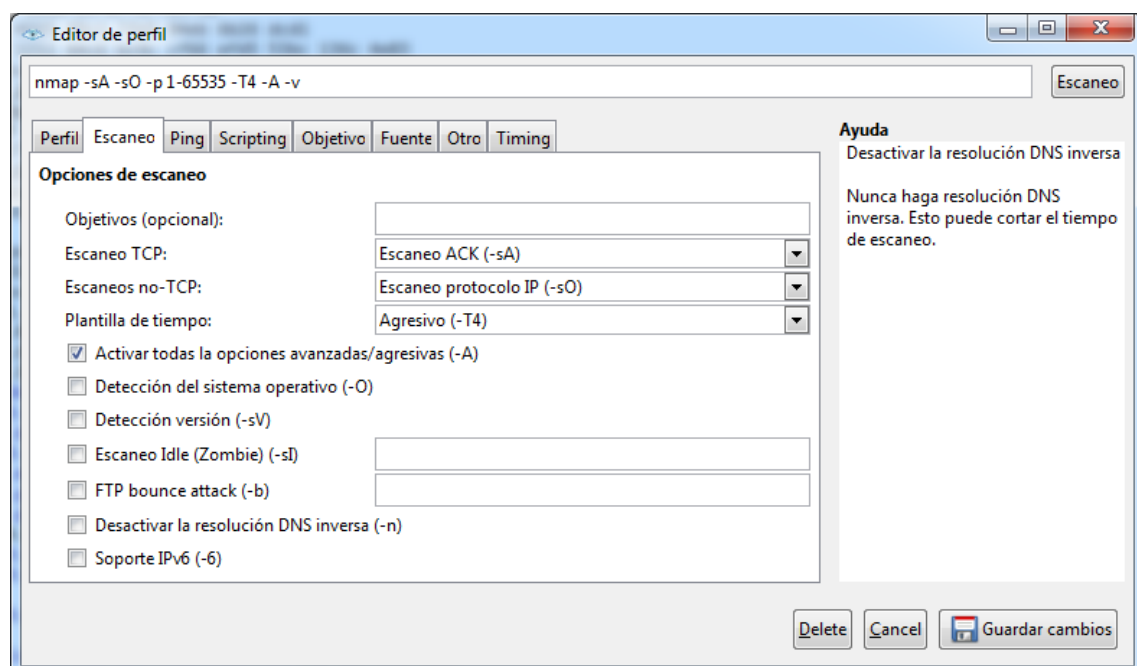 Editor de perfil
nmap -sA -sO -p 1-65535 -T4 -A -v
Escaneo
Perfil Escaneo Ping Scripting Objetivo Fuente Otro Timing
Opciones de escaneo
Objetivos (opcional):
Escaneo TCP: Escaneo ACK (-sA)
Escaneos no-TCP: Escaneo protocolo IP (-sO)
Plantilla de tiempo: Agresivo (-T4)
Activar todas la opciones avanzadas/agresivas (-A)
Detección del sistema operativo (-O)
Detección versión (-sV)
Escaneo Idle (Zombie) (-sI)
FTP bounce attack (-b)
Desactivar la resolución DNS inversa (-n)
Soporte IPv6 (-6)
Ayuda
Desactivar la resolución DNS inversa
Nunca haga resolución DNS
inversa. Esto puede cortar el tiempo
de escaneo.
Delete Cancel Guardar cambios